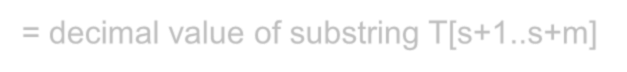 = decimal value of substring T[s+1..s+m]